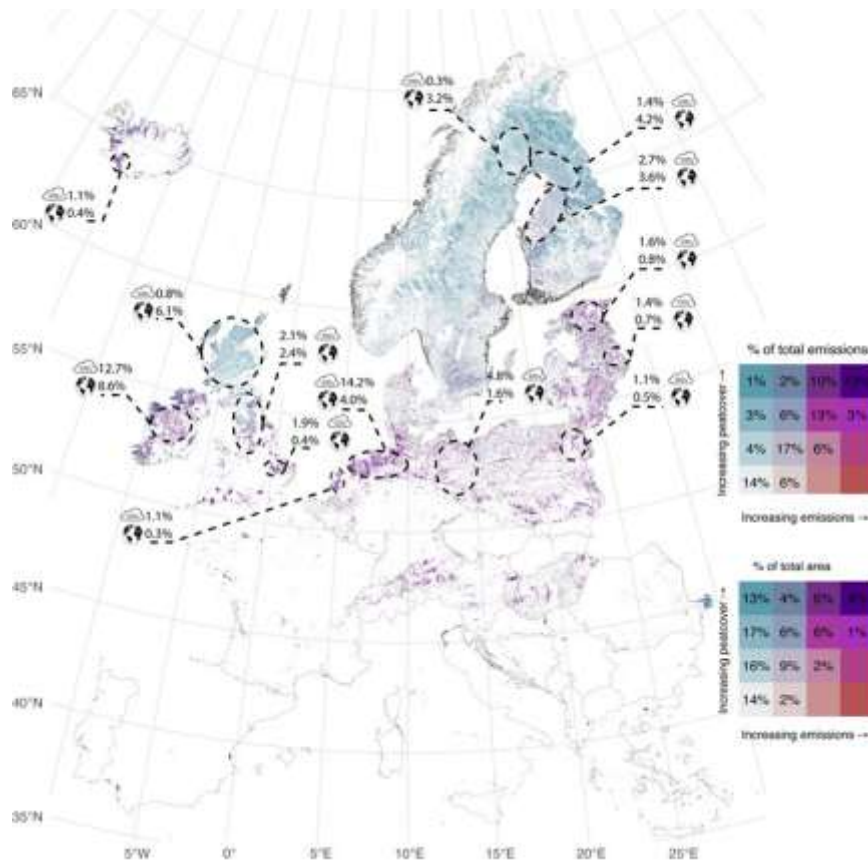 65°N
60°N
55°N
50°N
45°N
40°N
35°N
5°W
0°
5°E
10°E
15°E
20°E
25°E
0.3%
3.2%
1.4%
4.2%
2.7%
3.6%
1.1%
0.4%
1.6%
0.8%
1.4%
0.7%
0.8%
6.1%
2.1%
2.4%
12.7%
8.6%
14.2%
4.0%
1.6%
1.9%
0.4%
1.1%
0.5%
1.1%
0.3%
% of total emissions
Increasing peatcover →
1% 2% 10%
3% 6% 13% 3%
4% 17% 6%
14% 6%
Increasing emissions →
% of total area
Increasing peatcover →
13% 4% 6%
17% 6% 6% 1%
16% 9% 2%
14% 2%
Increasing emissions →